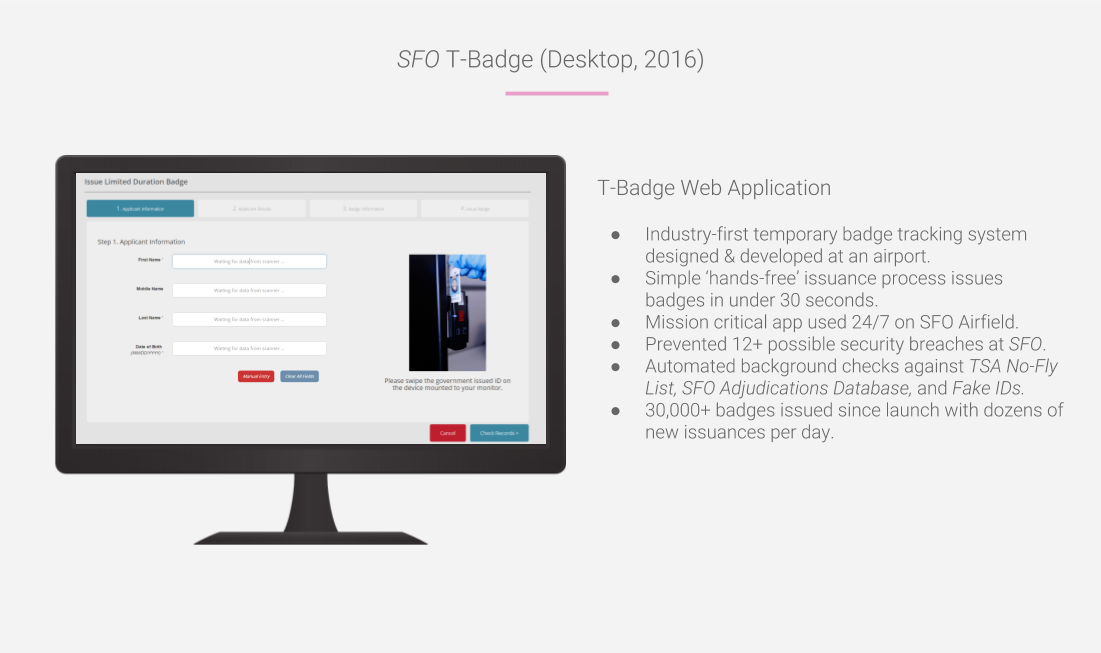 SFO T-Badge (Desktop, 2016)
Issue Limited Duration Badge
1. Applicant Information
2. Applicant Details
3. Badge Information
4. Issue Badge
Step 1. Applicant Information
First Name *
Waiting for data from scanner ...
Middle Name
Waiting for data from scanner ...
Last Name *
Waiting for data from scanner ...
Date of Birth
(MM/DD/YYYY) *
Waiting for data from scanner ...
Manual Entry
Clear All Fields
Please swipe the government issued ID on
the device mounted to your monitor.
Cancel
Check Records >
T-Badge Web Application
● Industry-first temporary badge tracking system
designed & developed at an airport.
● Simple ‘hands-free’ issuance process issues
badges in under 30 seconds.
● Mission critical app used 24/7 on SFO Airfield.
● Prevented 12+ possible security breaches at SFO.
● Automated background checks against TSA No-Fly
List, SFO Adjudications Database, and Fake IDs.
● 30,000+ badges issued since launch with dozens of
new issuances per day.